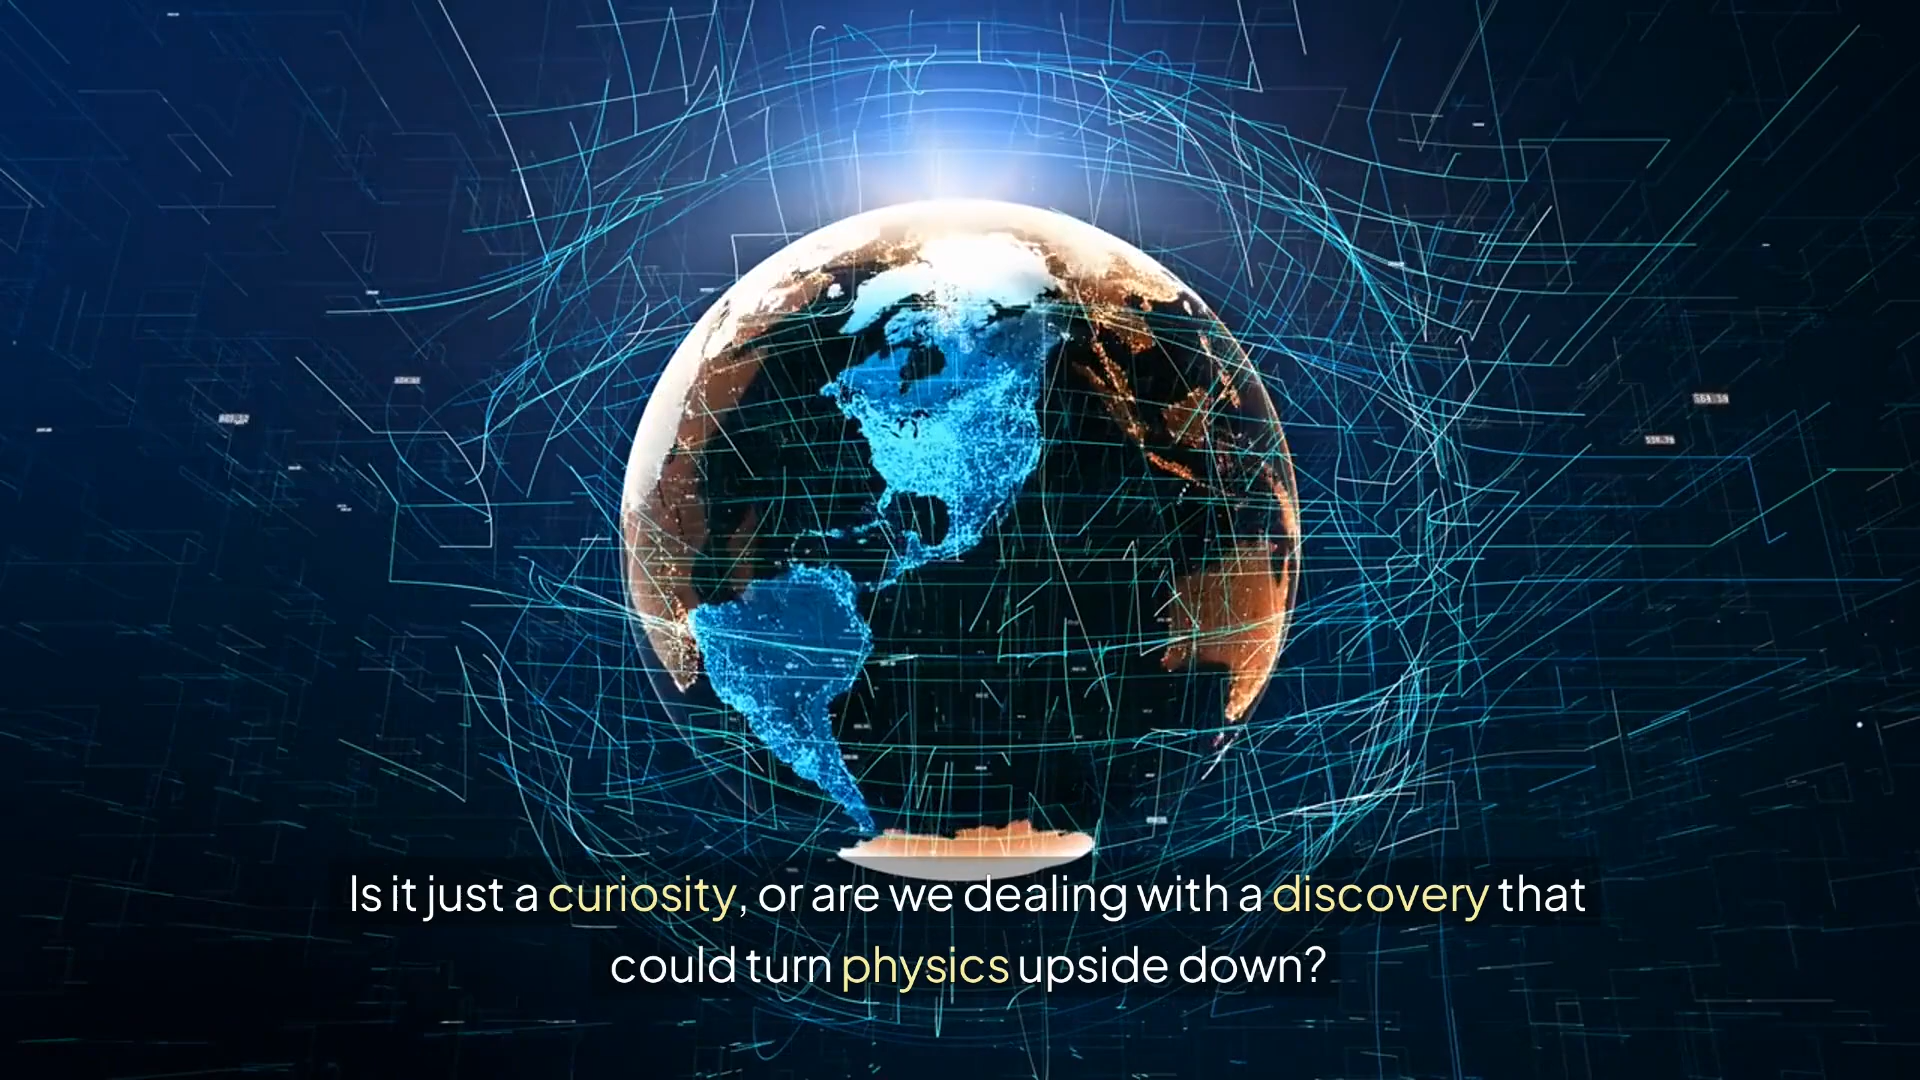 Is it just a curiosity, or are we dealing with a discovery that
could turn physics upside down?